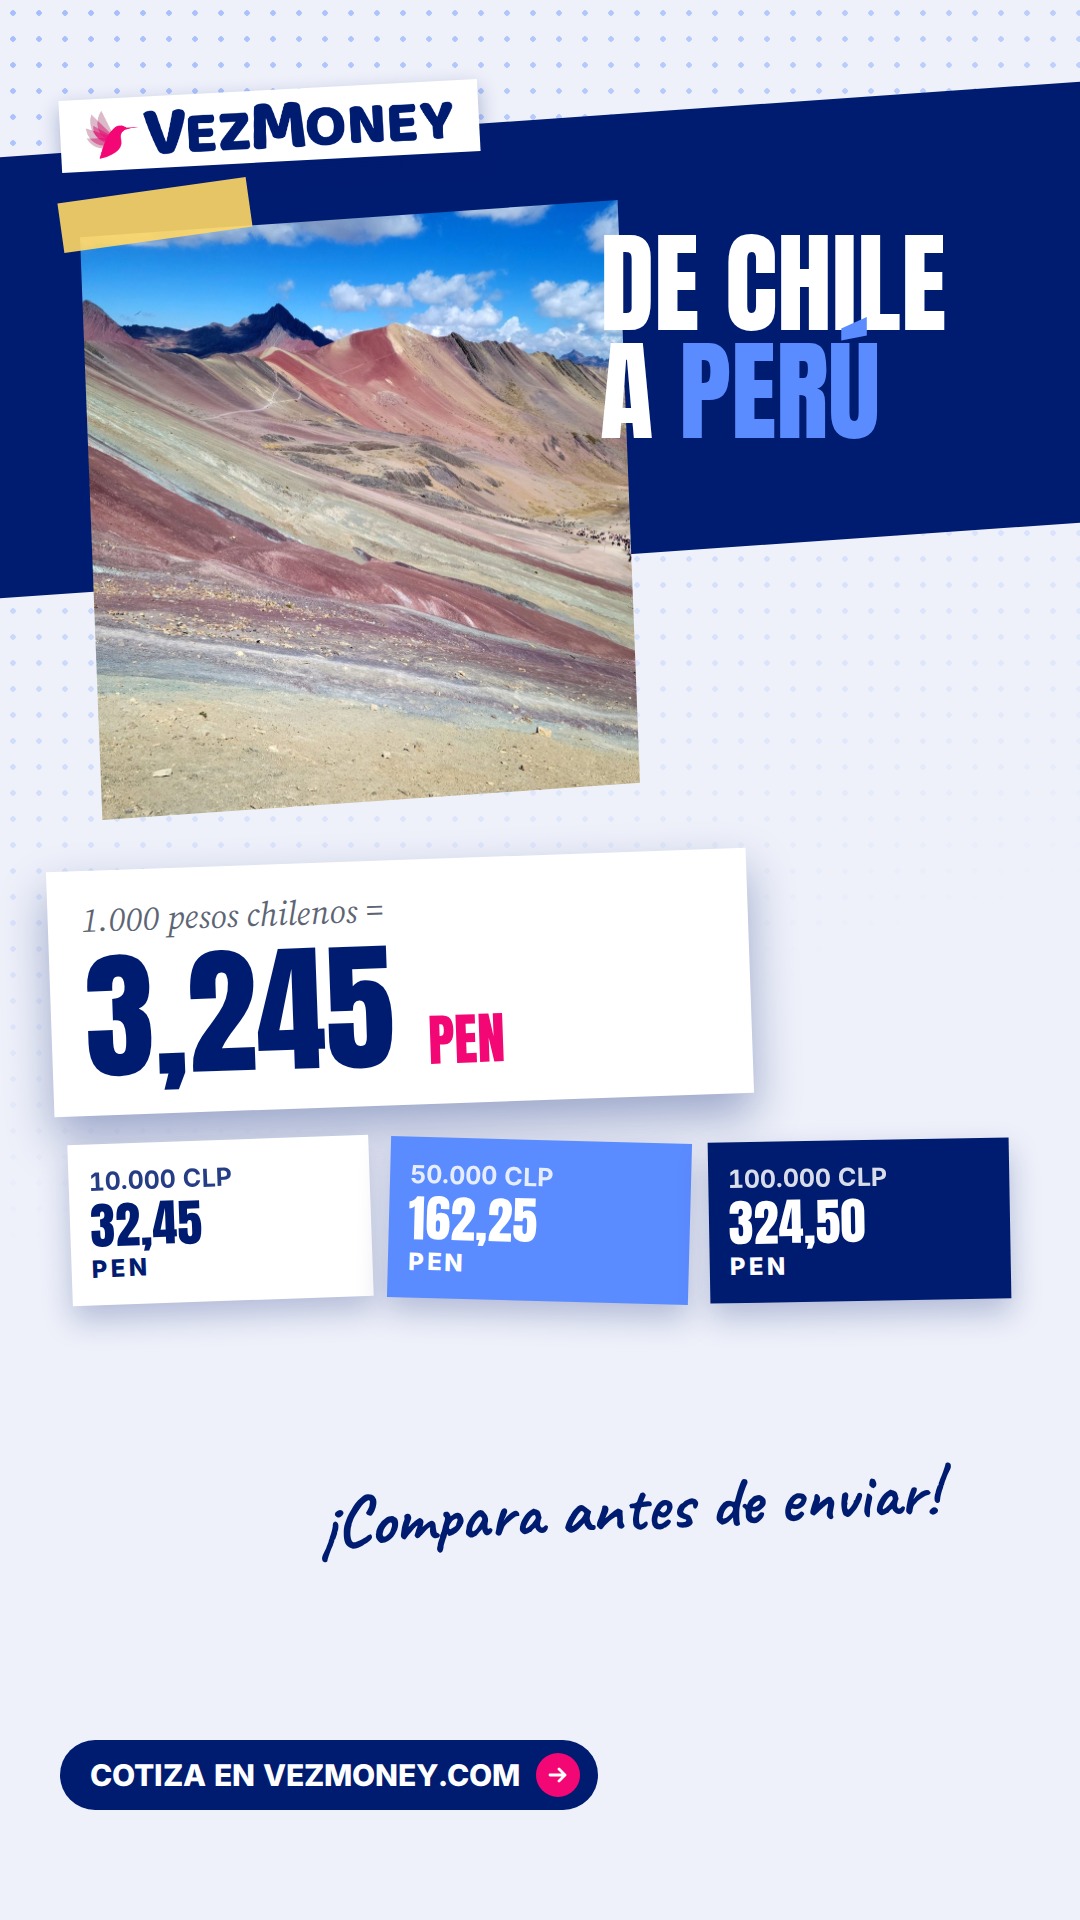 VEZMONEY
DE CHILE
A PERÚ
1.000 pesos chilenos =
3,245 PEN
10.000 CLP
32,45
PEN
50.000 CLP
162,25
PEN
100.000 CLP
324,50
PEN
¡Compara antes de enviar!
COTIZA EN VEZMONEY.COM →